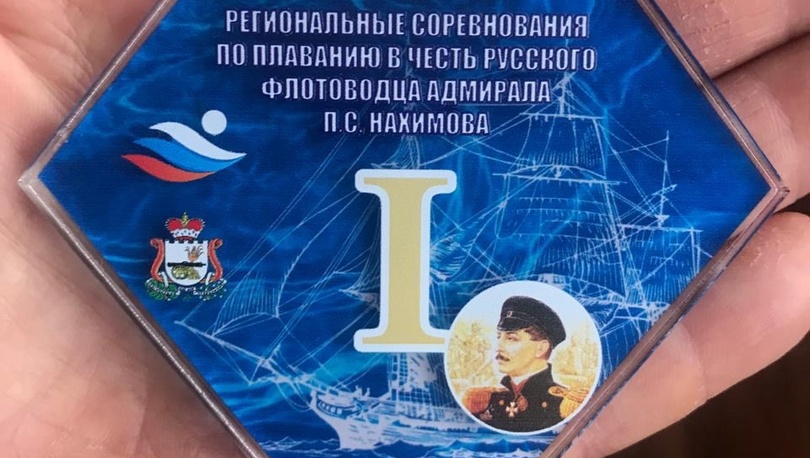 РЕГИОНАЛЬНЫЕ СОРЕВНОВАНИЯ
ПО ПЛАВАНИЮ В ЧЕСТЬ РУССКОГО
ФЛОТОВОДЦА АДМИРАЛА
П.С. НАХИМОВА
I